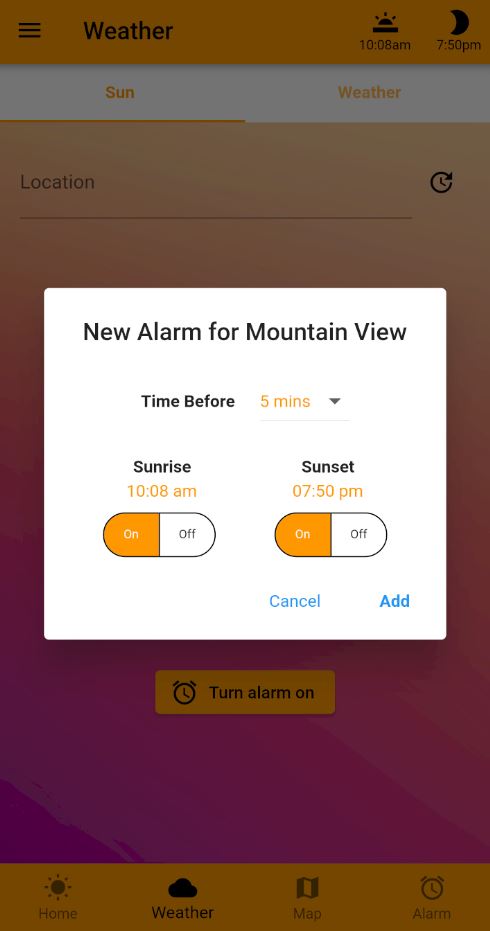 Weather
10:08am 7:50pm
Sun Weather
Location
New Alarm for Mountain View
Time Before 5 mins
Sunrise Sunset
10:08 am 07:50 pm
On Off On Off
Cancel Add
Turn alarm on
Home Weather Map Alarm